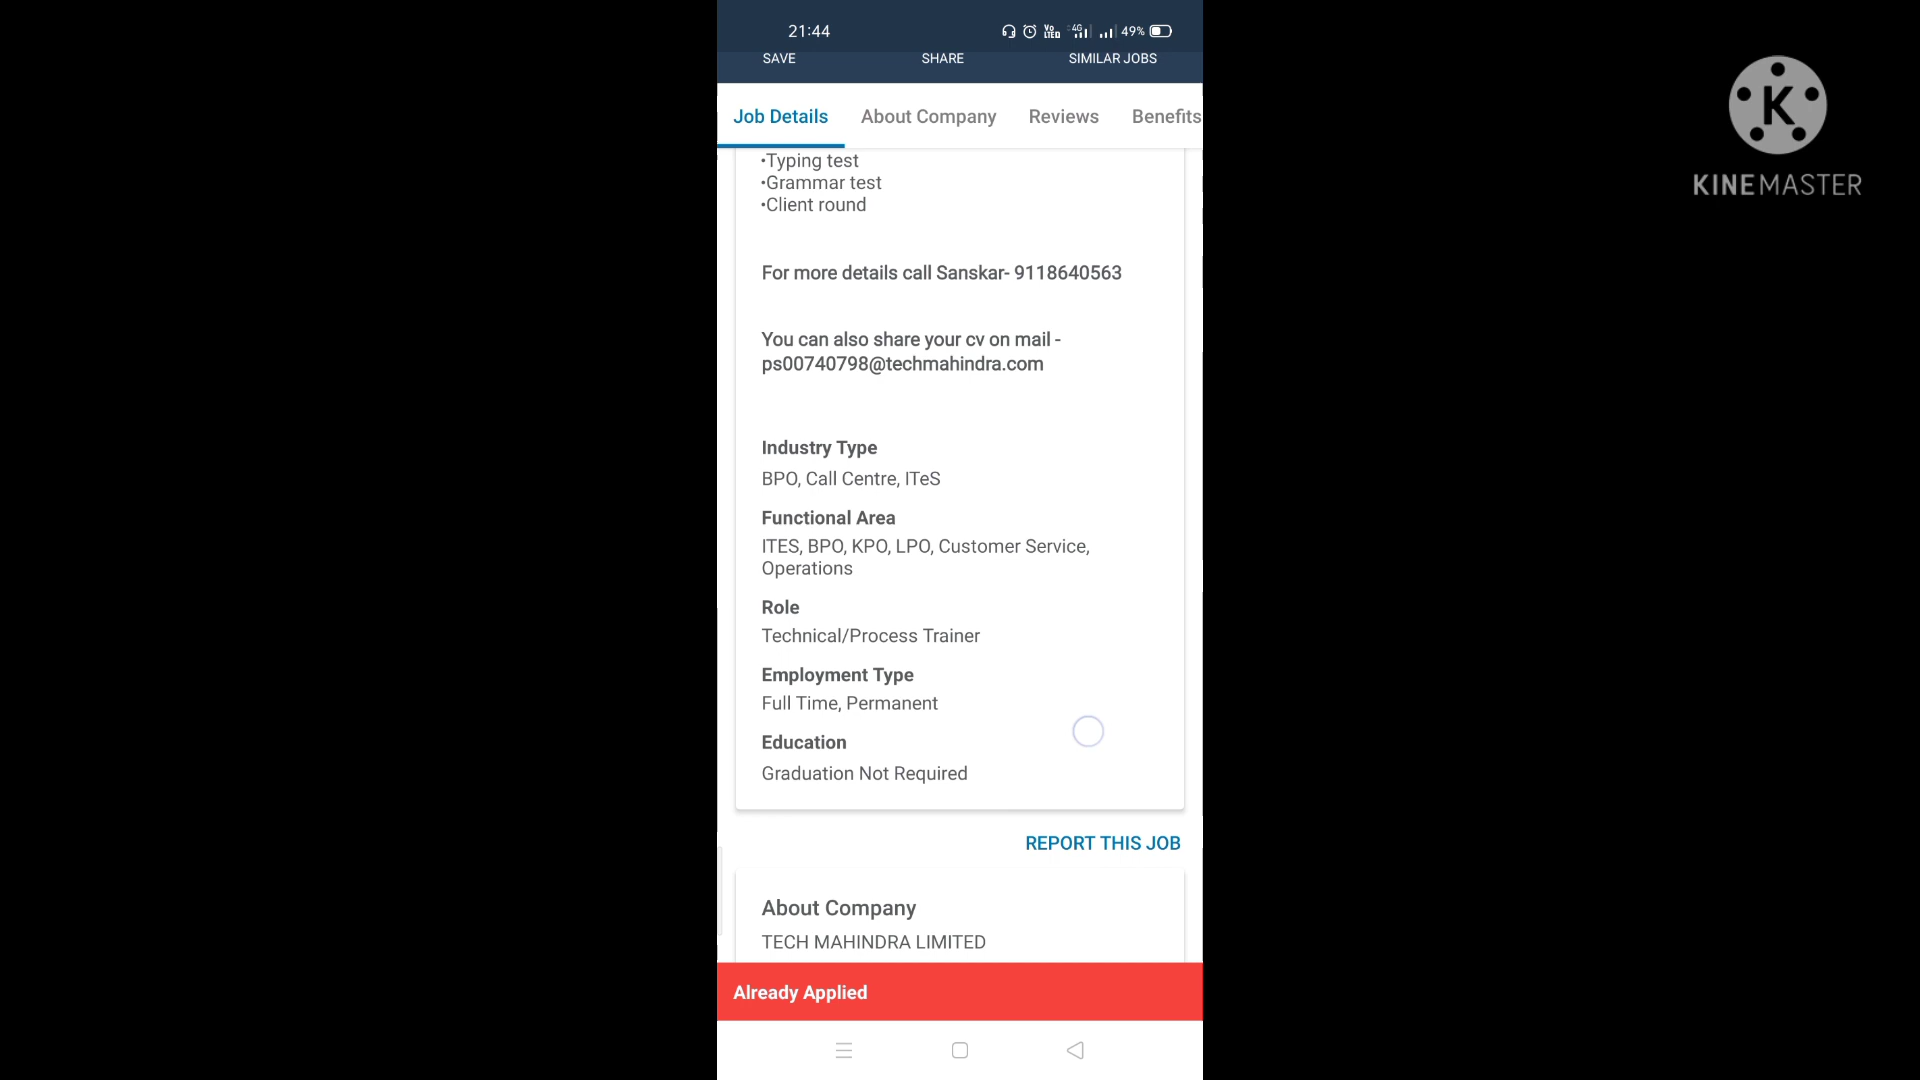 21:44
Vo LTE 4G 49%
SAVE SHARE SIMILAR JOBS
Job Details About Company Reviews Benefits
•Typing test
•Grammar test
•Client round
For more details call Sanskar- 9118640563
You can also share your cv on mail -
ps00740798@techmahindra.com
Industry Type
BPO, Call Centre, ITeS
Functional Area
ITES, BPO, KPO, LPO, Customer Service,
Operations
Role
Technical/Process Trainer
Employment Type
Full Time, Permanent
Education
Graduation Not Required
REPORT THIS JOB
About Company
TECH MAHINDRA LIMITED
Already Applied
K
KINEMASTER